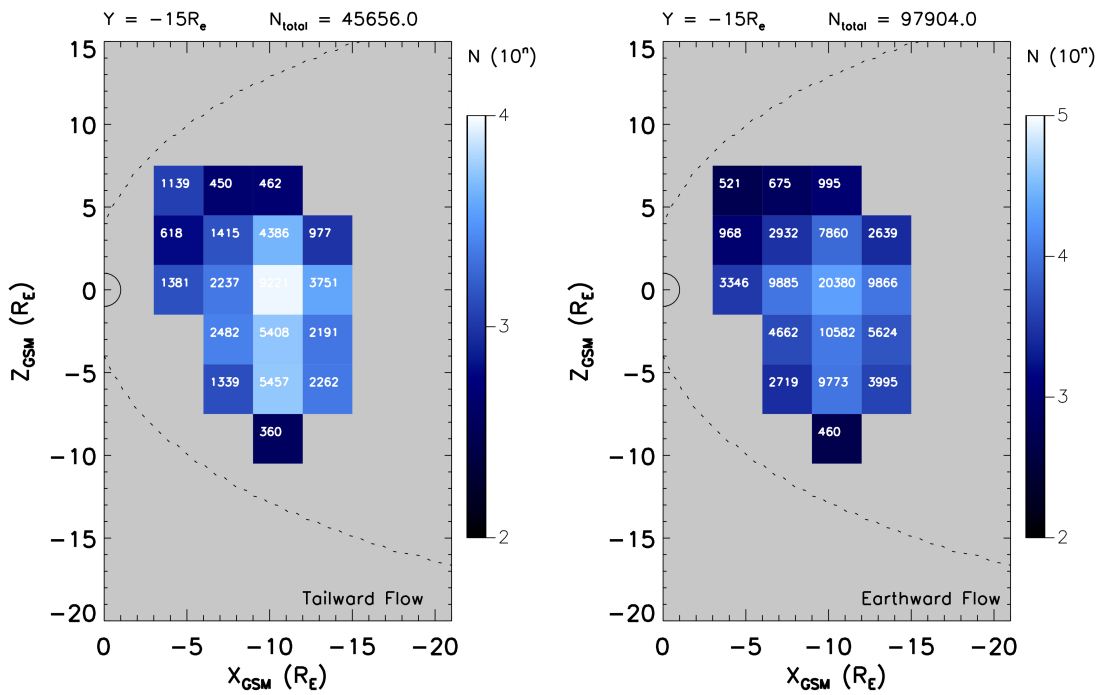 Y = −15Rₑ N_total = 45656.0
15
10
5
0
−5
−10
−15
−20
Z_GSM (R_E)
1139 450 462
618 1415 4386 977
1381 2237 9221 3751
2482 5408 2191
1339 5457 2262
360
Tailward Flow
0 −5 −10 −15 −20
X_GSM (R_E)
N (10ⁿ)
4
3
2
Y = −15Rₑ N_total = 97904.0
15
10
5
0
−5
−10
−15
−20
Z_GSM (R_E)
521 675 995
968 2932 7860 2639
3346 9885 20380 9866
4662 10582 5624
2719 9773 3995
460
Earthward Flow
0 −5 −10 −15 −20
X_GSM (R_E)
N (10ⁿ)
5
4
3
2